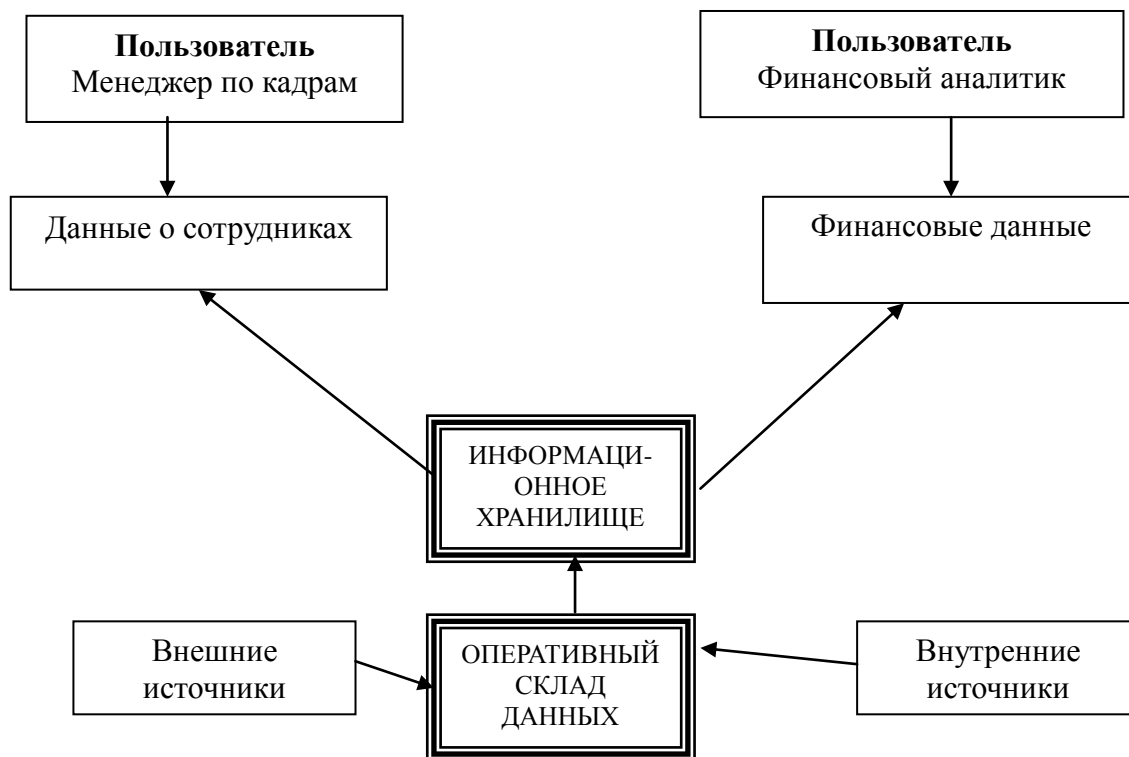 Пользователь
Менеджер по кадрам
Пользователь
Финансовый аналитик
Данные о сотрудниках
Финансовые данные
ИНФОРМАЦИ-
ОННОЕ
ХРАНИЛИЩЕ
Внешние
источники
ОПЕРАТИВНЫЙ
СКЛАД
ДАННЫХ
Внутренние
источники